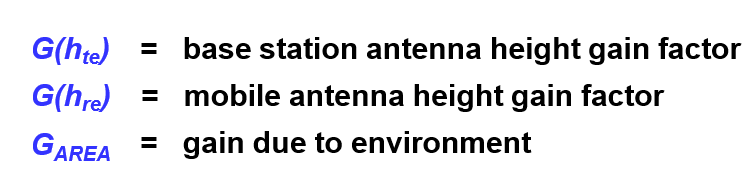 G(hte) = base station antenna height gain factor
G(hre) = mobile antenna height gain factor
GAREA = gain due to environment